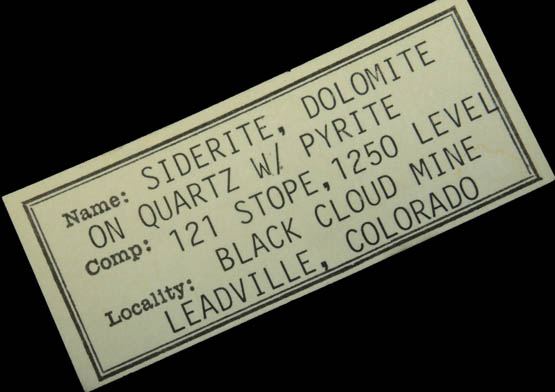 Name: SIDERITE, DOLOMITE
ON QUARTZ W/ PYRITE
Comp: 121 STOPE, 1250 LEVEL
BLACK CLOUD MINE
Locality: LEADVILLE, COLORADO